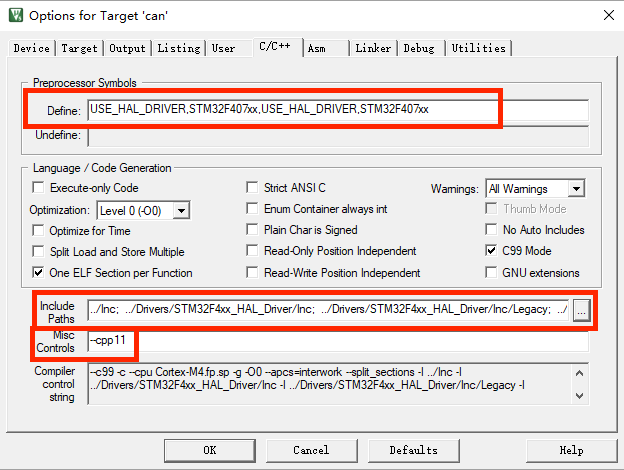 Options for Target 'can'
Device Target Output Listing User C/C++ Asm Linker Debug Utilities
Preprocessor Symbols
Define: USE_HAL_DRIVER,STM32F407xx,USE_HAL_DRIVER,STM32F407xx
Undefine:
Language / Code Generation
Execute-only Code Strict ANSI C Warnings: All Warnings
Optimization: Level 0 (-O0) Enum Container always int Thumb Mode
Optimize for Time Plain Char is Signed No Auto Includes
Split Load and Store Multiple Read-Only Position Independent C99 Mode
One ELF Section per Function Read-Write Position Independent GNU extensions
Include Paths ../Inc; ../Drivers/STM32F4xx_HAL_Driver/Inc; ../Drivers/STM32F4xx_HAL_Driver/Inc/Legacy; ../ ...
Misc Controls --cpp11
Compiler control string --c99 -c --cpu Cortex-M4.fp.sp -g -O0 --apcs=interwork --split_sections -I ../Inc -I
../Drivers/STM32F4xx_HAL_Driver/Inc -I ../Drivers/STM32F4xx_HAL_Driver/Inc/Legacy -I
OK Cancel Defaults Help